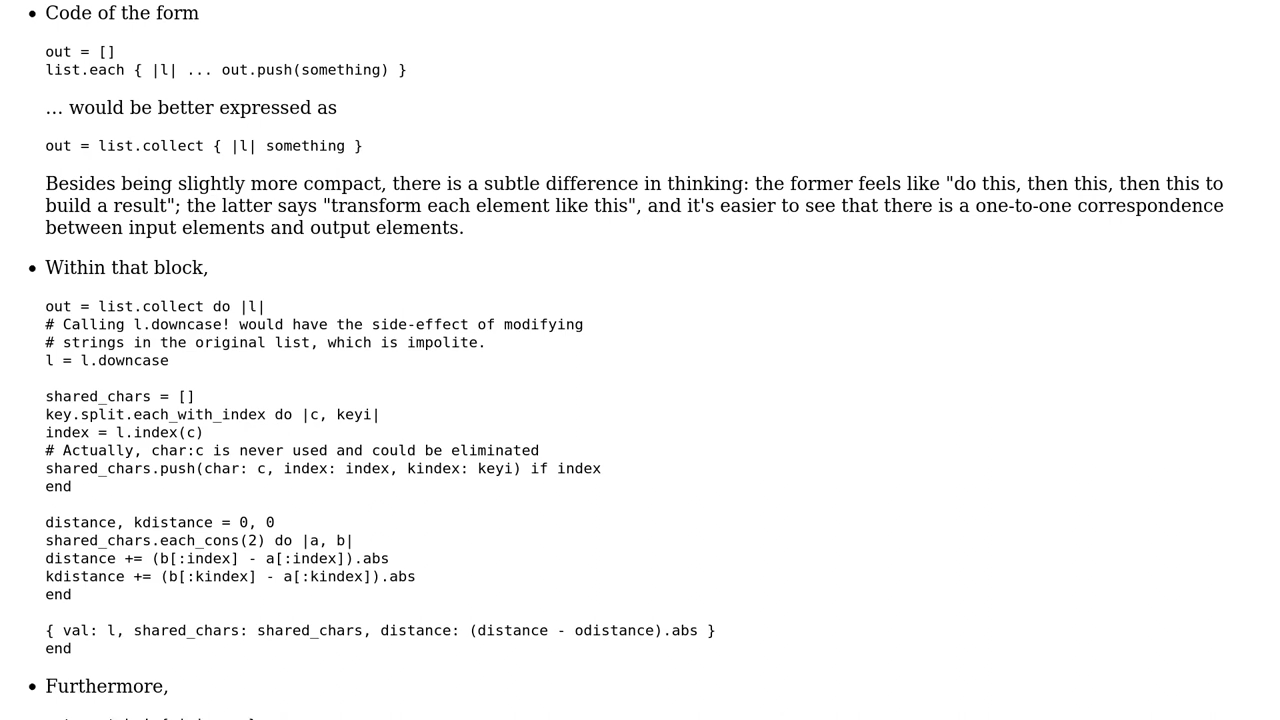 Code of the form
out = []
list.each { |l| ... out.push(something) }
… would be better expressed as
out = list.collect { |l| something }
Besides being slightly more compact, there is a subtle difference in thinking: the former feels like "do this, then this, then this to
build a result"; the latter says "transform each element like this", and it's easier to see that there is a one-to-one correspondence
between input elements and output elements.
Within that block,
out = list.collect do |l|
# Calling l.downcase! would have the side-effect of modifying
# strings in the original list, which is impolite.
l = l.downcase
shared_chars = []
key.split.each_with_index do |c, keyi|
index = l.index(c)
# Actually, char:c is never used and could be eliminated
shared_chars.push(char: c, index: index, kindex: keyi) if index
end
distance, kdistance = 0, 0
shared_chars.each_cons(2) do |a, b|
distance += (b[:index] - a[:index]).abs
kdistance += (b[:kindex] - a[:kindex]).abs
end
{ val: l, shared_chars: shared_chars, distance: (distance - odistance).abs }
end
Furthermore,